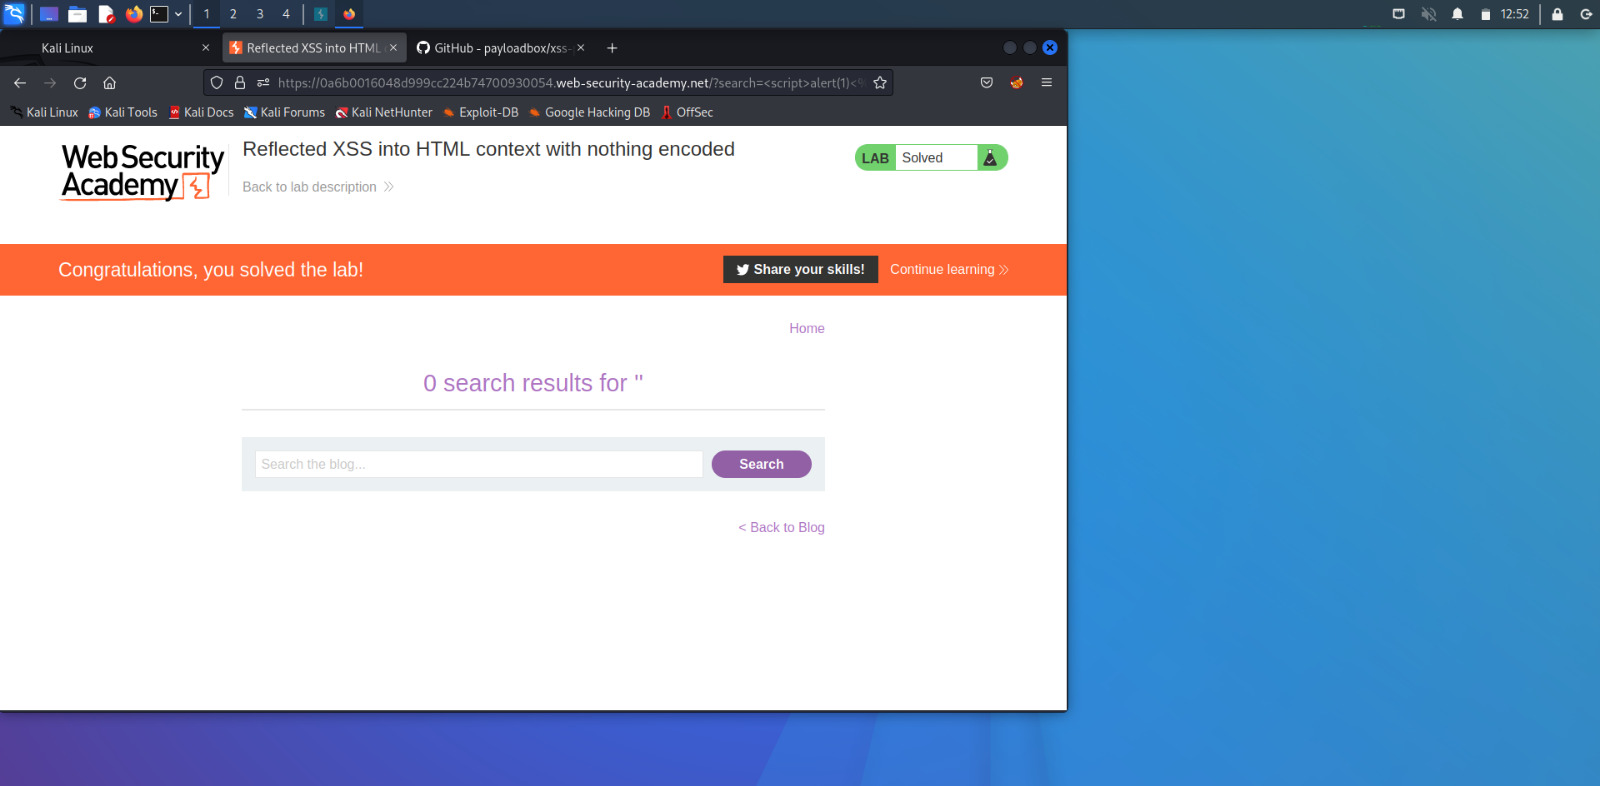 1 2 3 4 12:52
Kali Linux Reflected XSS into HTML GitHub - payloadbox/xss-
https://0a6b0016048d999cc224b74700930054.web-security-academy.net/?search=<script>alert(1)<%
Kali Linux Kali Tools Kali Docs Kali Forums Kali NetHunter Exploit-DB Google Hacking DB OffSec
Web Security
Academy
Reflected XSS into HTML context with nothing encoded
Back to lab description
LAB Solved
Congratulations, you solved the lab!
Share your skills! Continue learning
Home
0 search results for ''
Search the blog... Search
< Back to Blog